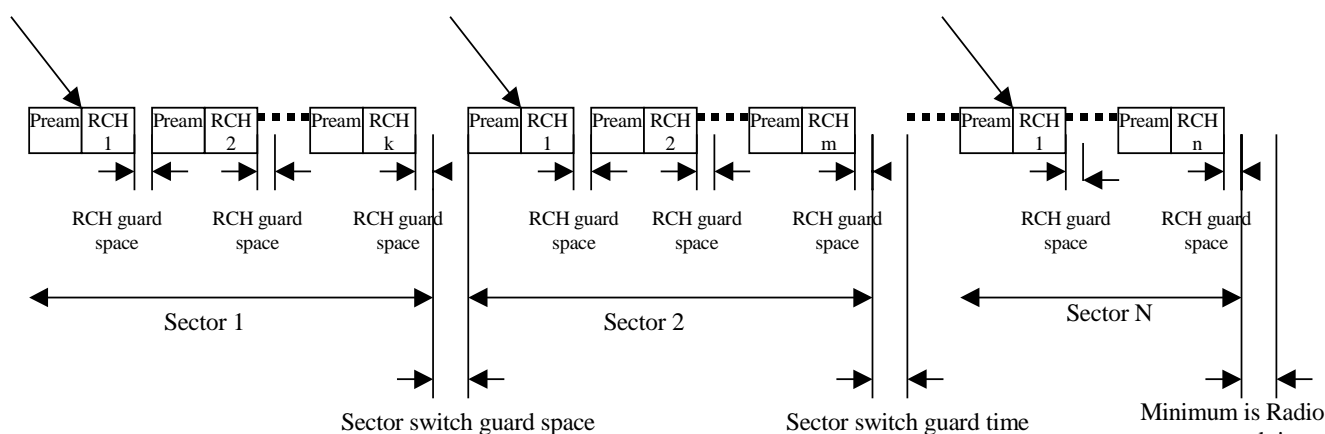 Pream RCH 1 Pream RCH 2 Pream RCH k Pream RCH 1 Pream RCH 2 Pream RCH m Pream RCH 1 Pream RCH n
RCH guard space
RCH guard space
RCH guard space
RCH guard space
RCH guard space
RCH guard space
RCH guard space
RCH guard space
Sector 1
Sector 2
Sector N
Sector switch guard space
Sector switch guard time
Minimum is Radio